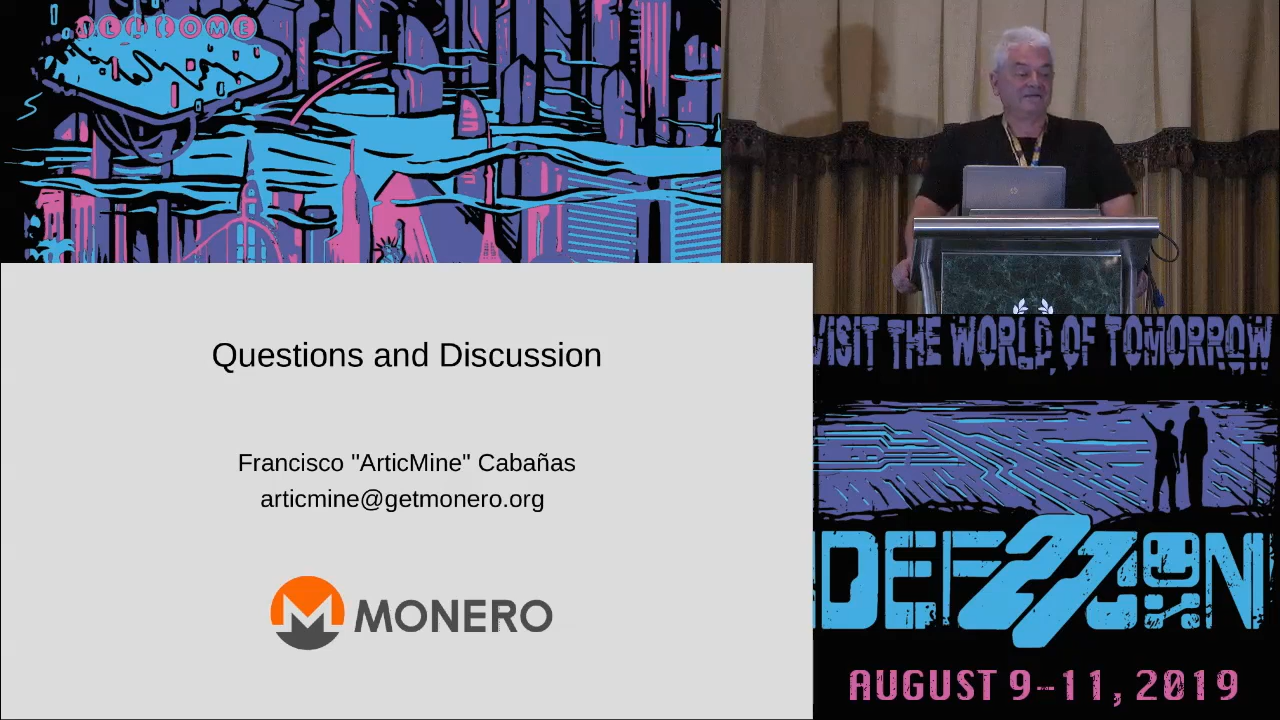 WELCOME
Questions and Discussion
Francisco "ArticMine" Cabañas
articmine@getmonero.org
MONERO
VISIT THE WORLD OF TOMORROW
DEF 27 CON
AUGUST 9-11, 2019